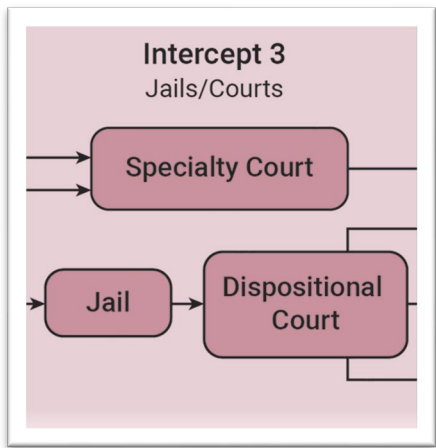 Intercept 3
Jails/Courts
Specialty Court
Jail
Dispositional
Court